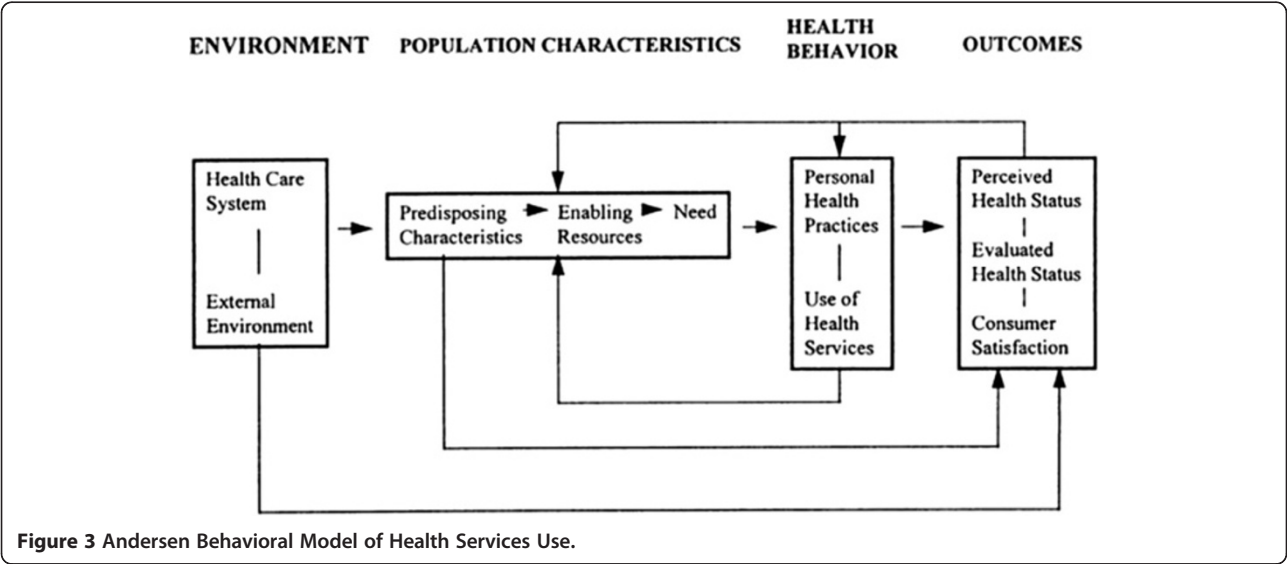 ENVIRONMENT
POPULATION CHARACTERISTICS
HEALTH
BEHAVIOR
OUTCOMES
Health Care
System
External
Environment
Predisposing
Characteristics
Enabling
Resources
Need
Personal
Health
Practices
Use of
Health
Services
Perceived
Health Status
Evaluated
Health Status
Consumer
Satisfaction
Figure 3 Andersen Behavioral Model of Health Services Use.